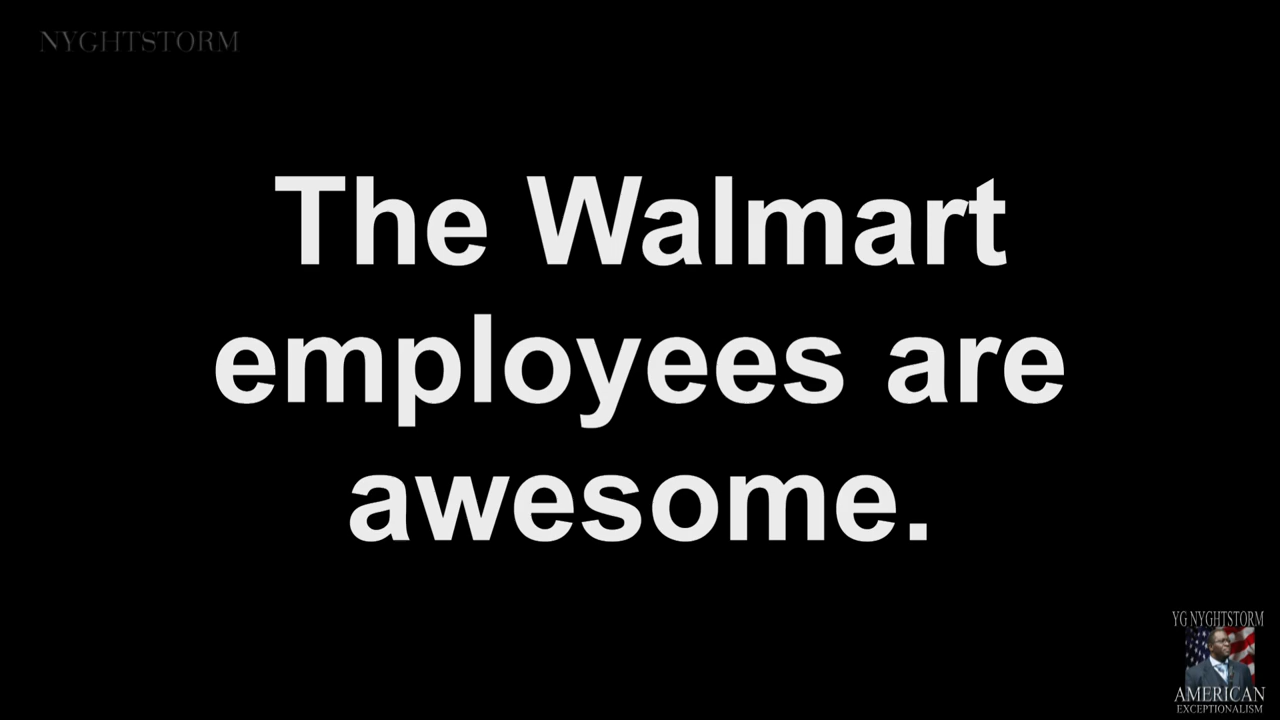 NYGHTSTORM
The Walmart
employees are
awesome.
YG NYGHTSTORM
AMERICAN
EXCEPTIONALISM